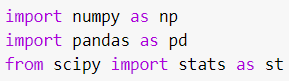 import numpy as np
import pandas as pd
from scipy import stats as st